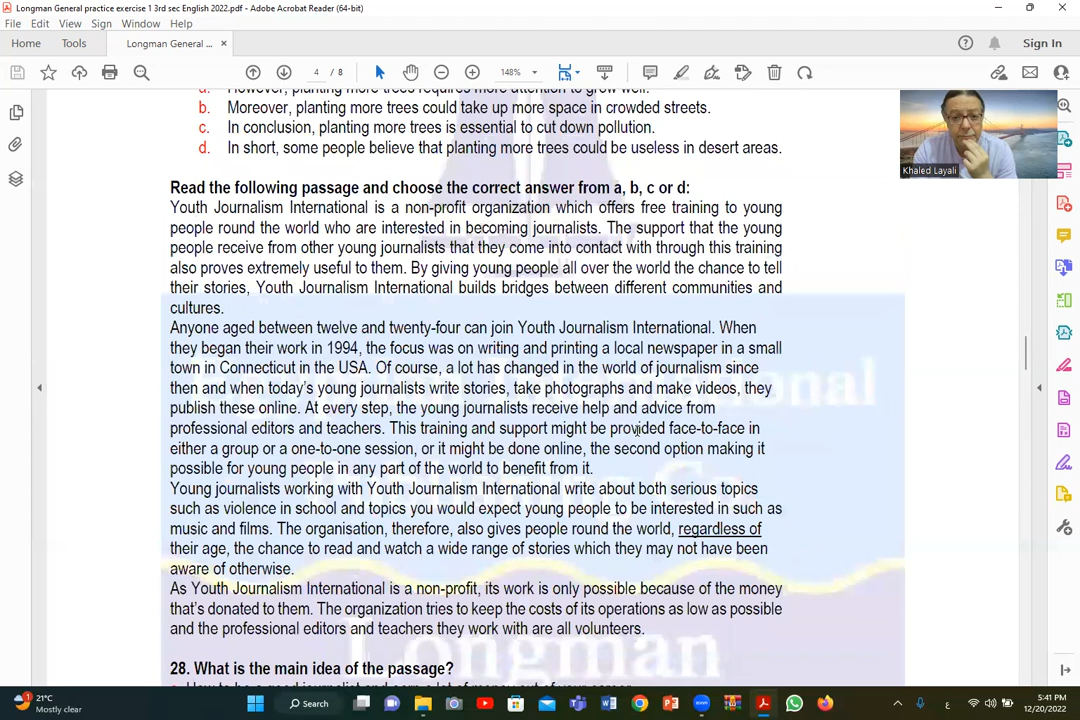 Longman General practice exercise 1 3rd sec English 2022.pdf - Adobe Acrobat Reader (64-bit)
File Edit View Sign Window Help
Home Tools Longman General ... × Sign In
4 / 8 148%
a. However, planting more trees requires more attention to grow well.
b. Moreover, planting more trees could take up more space in crowded streets.
c. In conclusion, planting more trees is essential to cut down pollution.
d. In short, some people believe that planting more trees could be useless in desert areas.
Khaled Layali
Read the following passage and choose the correct answer from a, b, c or d:
Youth Journalism International is a non-profit organization which offers free training to young
people round the world who are interested in becoming journalists. The support that the young
people receive from other young journalists that they come into contact with through this training
also proves extremely useful to them. By giving young people all over the world the chance to tell
their stories, Youth Journalism International builds bridges between different communities and
cultures.
Anyone aged between twelve and twenty-four can join Youth Journalism International. When
they began their work in 1994, the focus was on writing and printing a local newspaper in a small
town in Connecticut in the USA. Of course, a lot has changed in the world of journalism since
then and when today's young journalists write stories, take photographs and make videos, they
publish these online. At every step, the young journalists receive help and advice from
professional editors and teachers. This training and support might be provided face-to-face in
either a group or a one-to-one session, or it might be done online, the second option making it
possible for young people in any part of the world to benefit from it.
Young journalists working with Youth Journalism International write about both serious topics
such as violence in school and topics you would expect young people to be interested in such as
music and films. The organisation, therefore, also gives people round the world, regardless of
their age, the chance to read and watch a wide range of stories which they may not have been
aware of otherwise.
As Youth Journalism International is a non-profit, its work is only possible because of the money
that's donated to them. The organization tries to keep the costs of its operations as low as possible
and the professional editors and teachers they work with are all volunteers.
Longman
28. What is the main idea of the passage?
21°C
Mostly clear
Search
ع
5:41 PM
12/20/2022